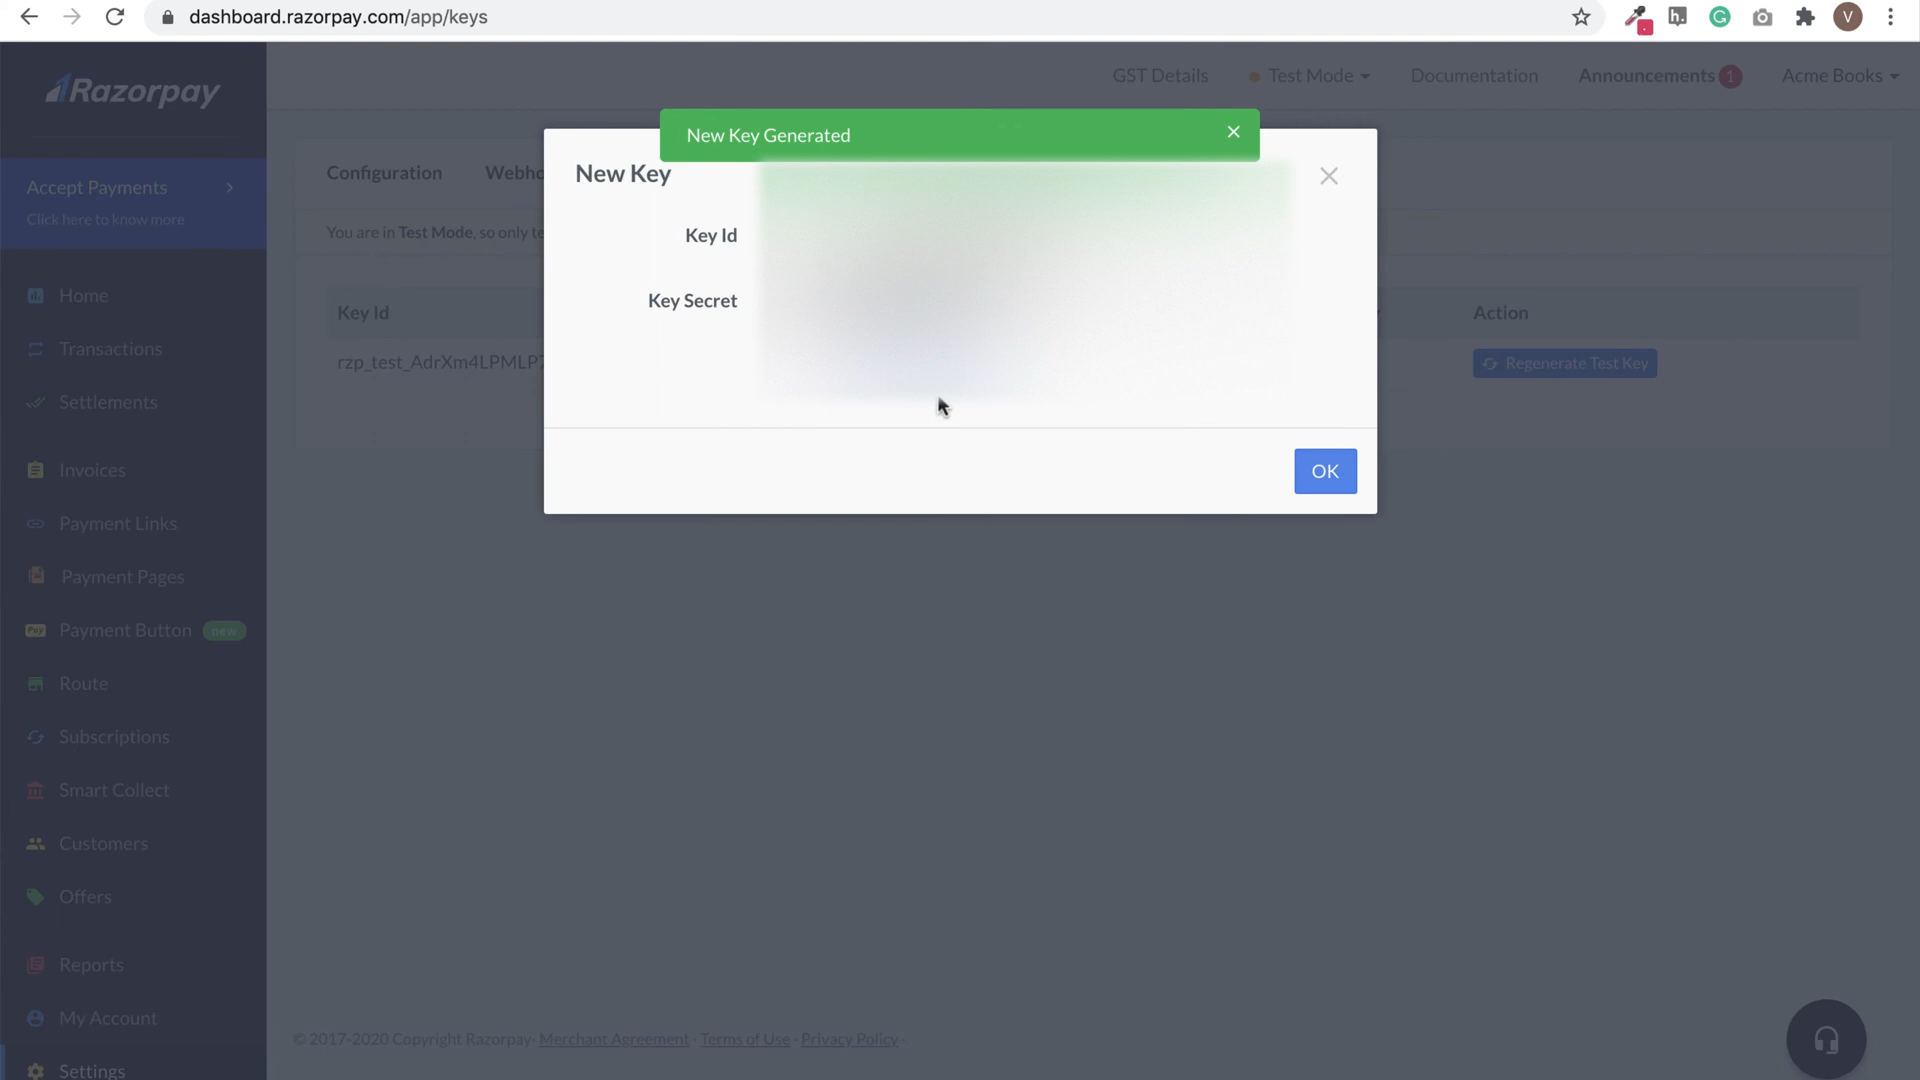 dashboard.razorpay.com/app/keys
Razorpay
GST Details
Test Mode
Documentation
Announcements 1
Acme Books
Accept Payments
Click here to know more
Home
Transactions
Settlements
Invoices
Payment Links
Payment Pages
Pay
Payment Button new
Route
Subscriptions
Smart Collect
Customers
Offers
Reports
My Account
Settings
New Key Generated
New Key
Key Id
Key Secret
OK
Configuration
You are in Test Mode, so only
Key Id
Action
Regenerate Test Key
© 2017-2020 Copyright Razorpay · Merchant Agreement · Terms of Use · Privacy Policy ·
h.
G
V